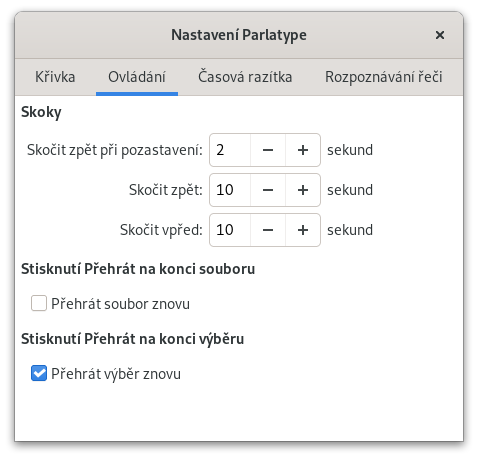 Nastavení Parlatype
Křivka Ovládání Časová razítka Rozpoznávání řeči
Skoky
Skočit zpět při pozastavení: 2 − + sekund
Skočit zpět: 10 − + sekund
Skočit vpřed: 10 − + sekund
Stisknutí Přehrát na konci souboru
Přehrát soubor znovu
Stisknutí Přehrát na konci výběru
Přehrát výběr znovu